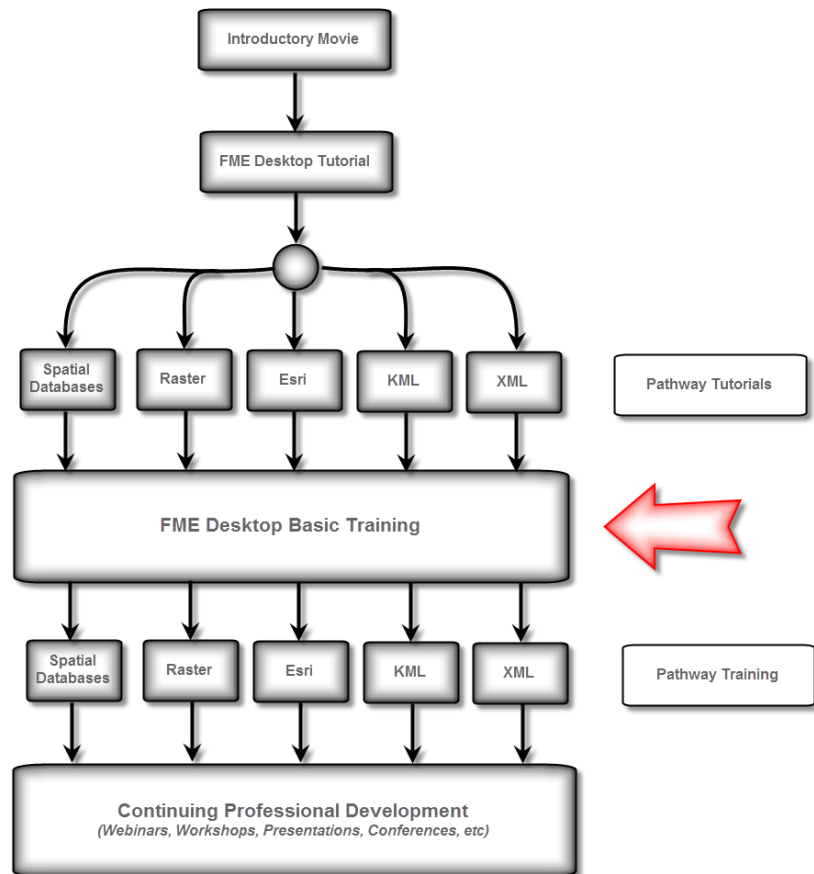 Introductory Movie
FME Desktop Tutorial
Spatial
Databases
Raster
Esri
KML
XML
Pathway Tutorials
FME Desktop Basic Training
Spatial
Databases
Raster
Esri
KML
XML
Pathway Training
Continuing Professional Development
(Webinars, Workshops, Presentations, Conferences, etc)